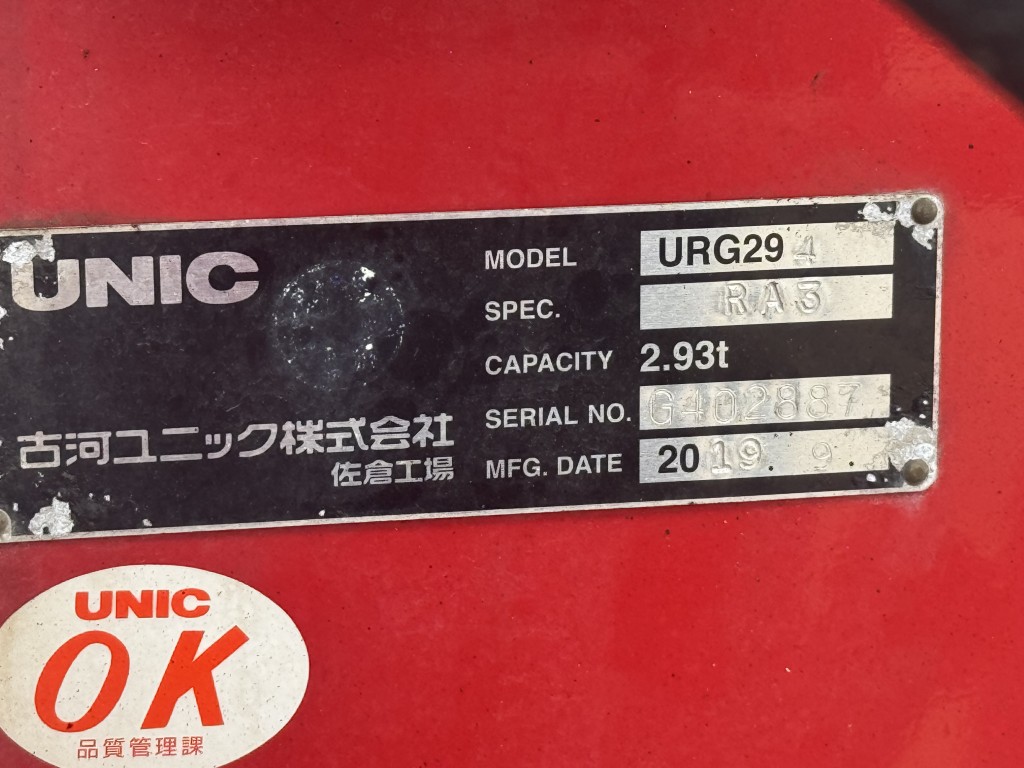 UNIC
MODEL URG294
SPEC. RA3
CAPACITY 2.93t
SERIAL NO. G402887
MFG. DATE 2019. 9.
古河ユニック株式会社
佐倉工場
UNIC
OK
品質管理課